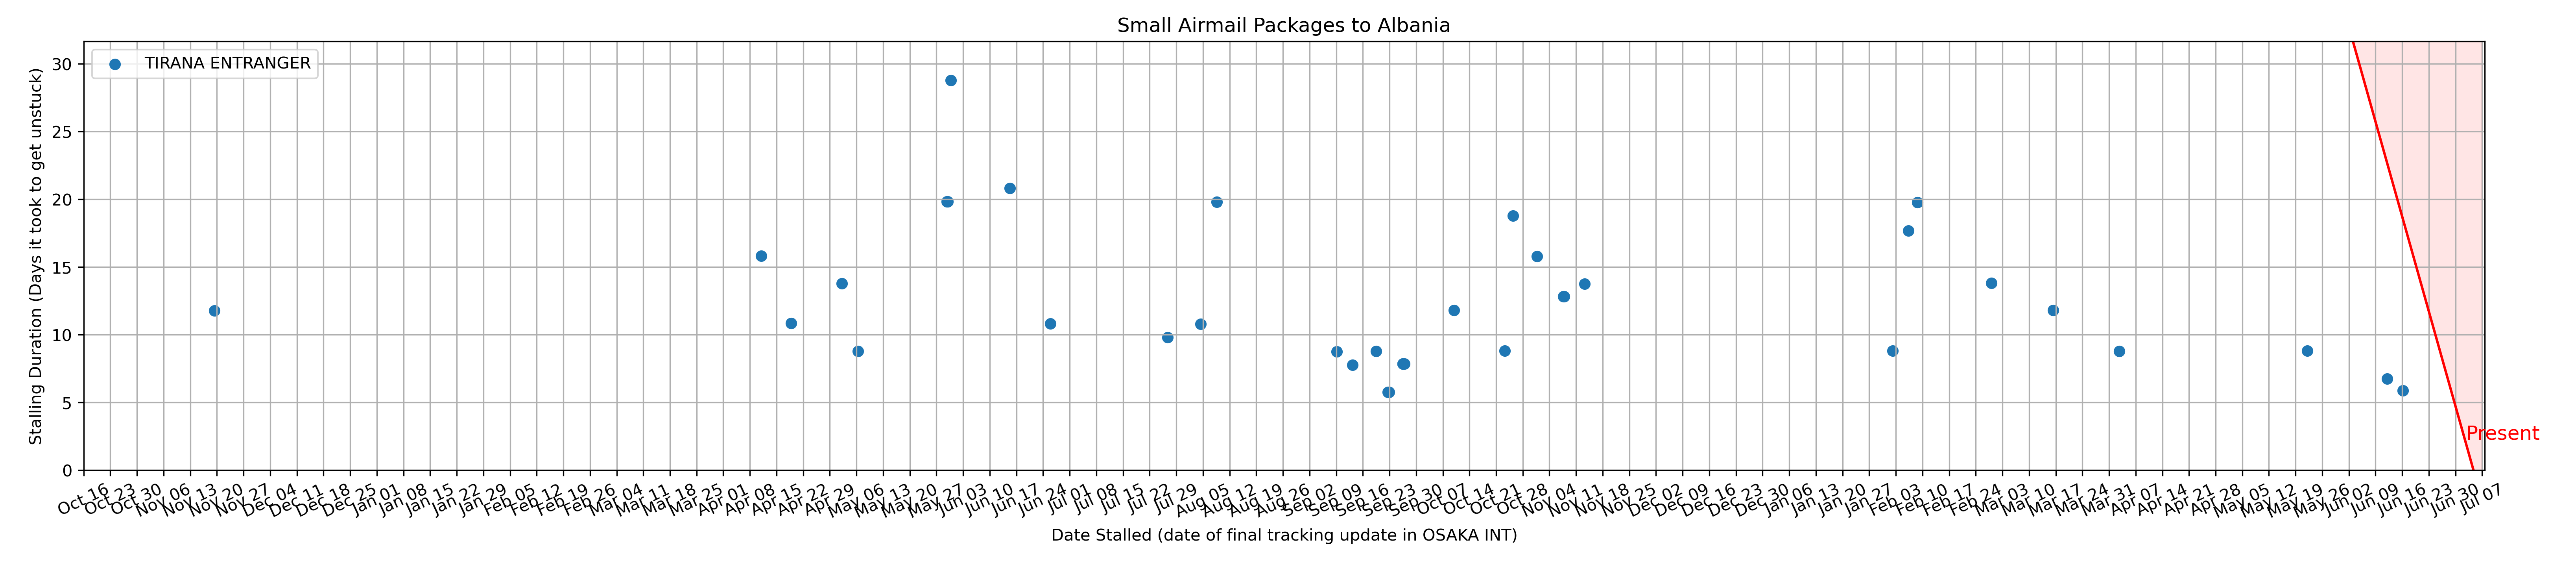 Small Airmail Packages to Albania
TIRANA ENTRANGER
Stalling Duration (Days it took to get unstuck)
30
25
20
15
10
5
0
Present
Oct 16 Oct 23 Oct 30 Nov 06 Nov 13 Nov 20 Nov 27 Dec 04 Dec 11 Dec 18 Dec 25 Jan 01 Jan 08 Jan 15 Jan 22 Jan 29 Feb 05 Feb 12 Feb 19 Feb 26 Mar 04 Mar 11 Mar 18 Mar 25 Apr 01 Apr 08 Apr 15 Apr 22 Apr 29 May 06 May 13 May 20 May 27 Jun 03 Jun 10 Jun 17 Jun 24 Jul 01 Jul 08 Jul 15 Jul 22 Jul 29 Aug 05 Aug 12 Aug 19 Aug 26 Sep 02 Sep 09 Sep 16 Sep 23 Sep 30 Oct 07 Oct 14 Oct 21 Oct 28 Nov 04 Nov 11 Nov 18 Nov 25 Dec 02 Dec 09 Dec 16 Dec 23 Dec 30 Jan 06 Jan 13 Jan 20 Jan 27 Feb 03 Feb 10 Feb 17 Feb 24 Mar 03 Mar 10 Mar 17 Mar 24 Mar 31 Apr 07 Apr 14 Apr 21 Apr 28 May 05 May 12 May 19 May 26 Jun 02 Jun 09 Jun 16 Jun 23 Jun 30 Jul 07
Date Stalled (date of final tracking update in OSAKA INT)